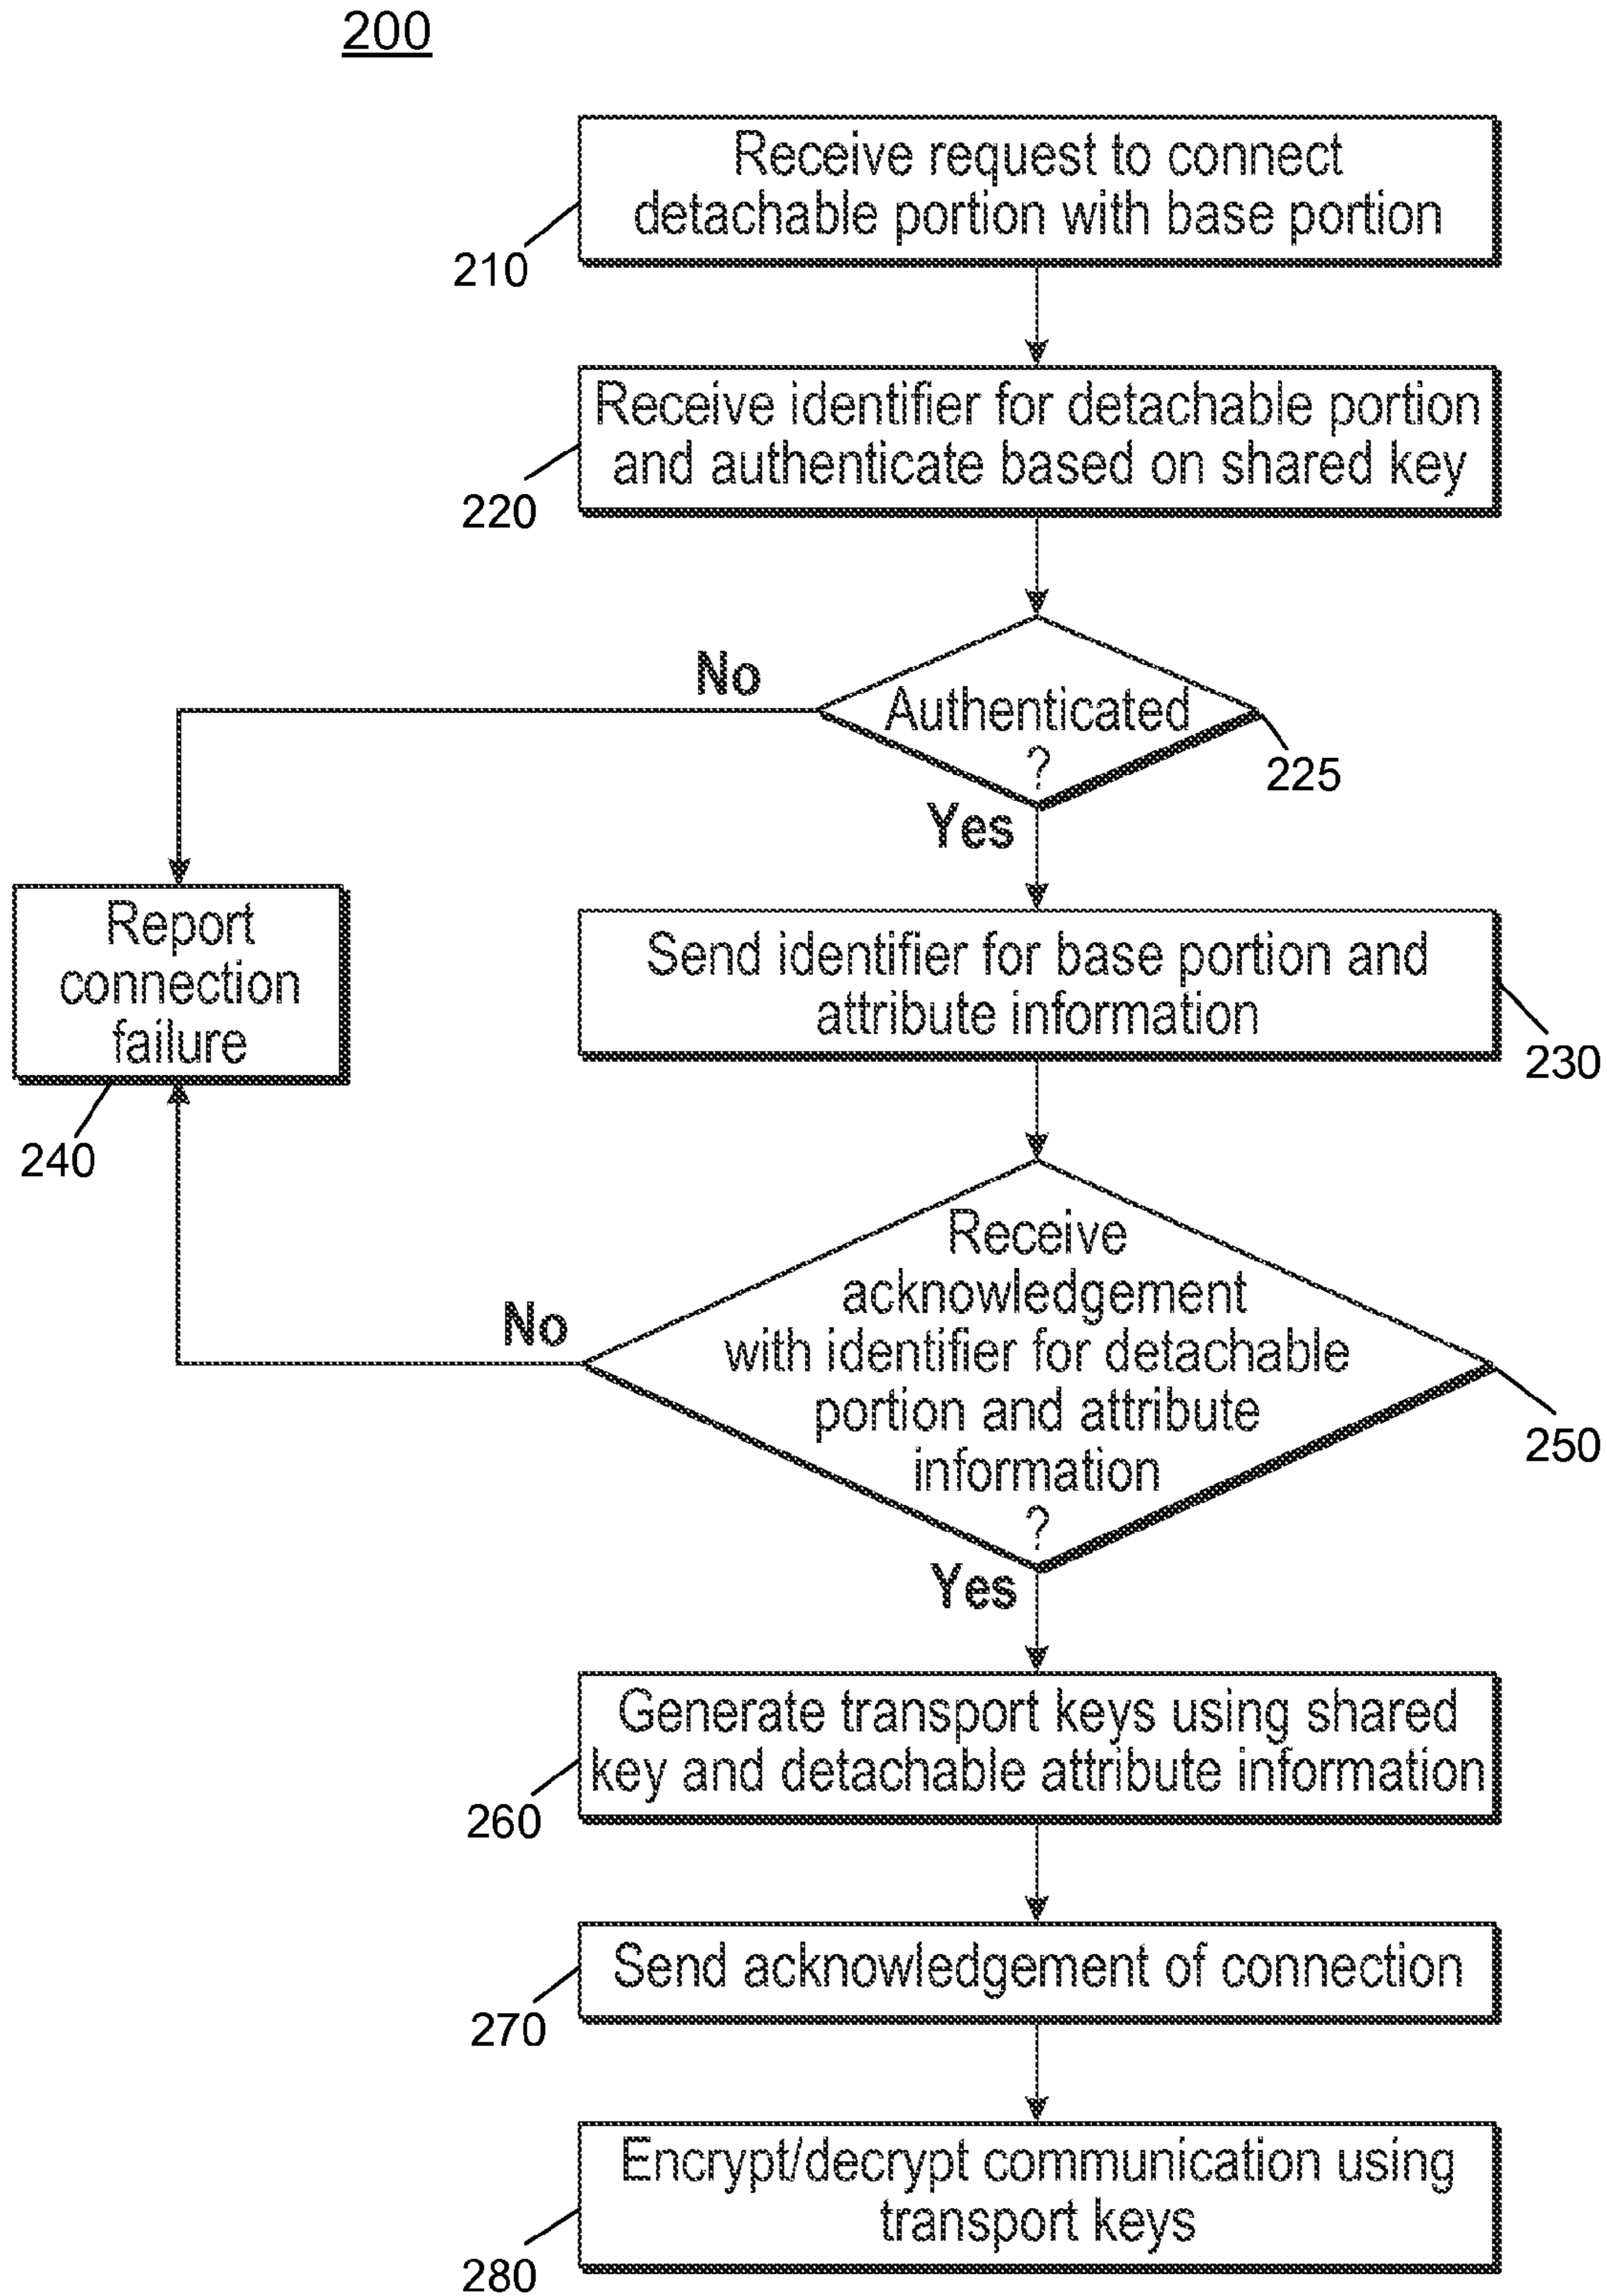 200
Receive request to connect
detachable portion with base portion
210
Receive identifier for detachable portion
and authenticate based on shared key
220
No
Authenticated
?
225
Yes
Report
connection
failure
240
Send identifier for base portion and
attribute information
230
Receive
acknowledgement
with identifier for detachable
portion and attribute
information
?
No
250
Yes
Generate transport keys using shared
key and detachable attribute information
260
Send acknowledgement of connection
270
Encrypt/decrypt communication using
transport keys
280